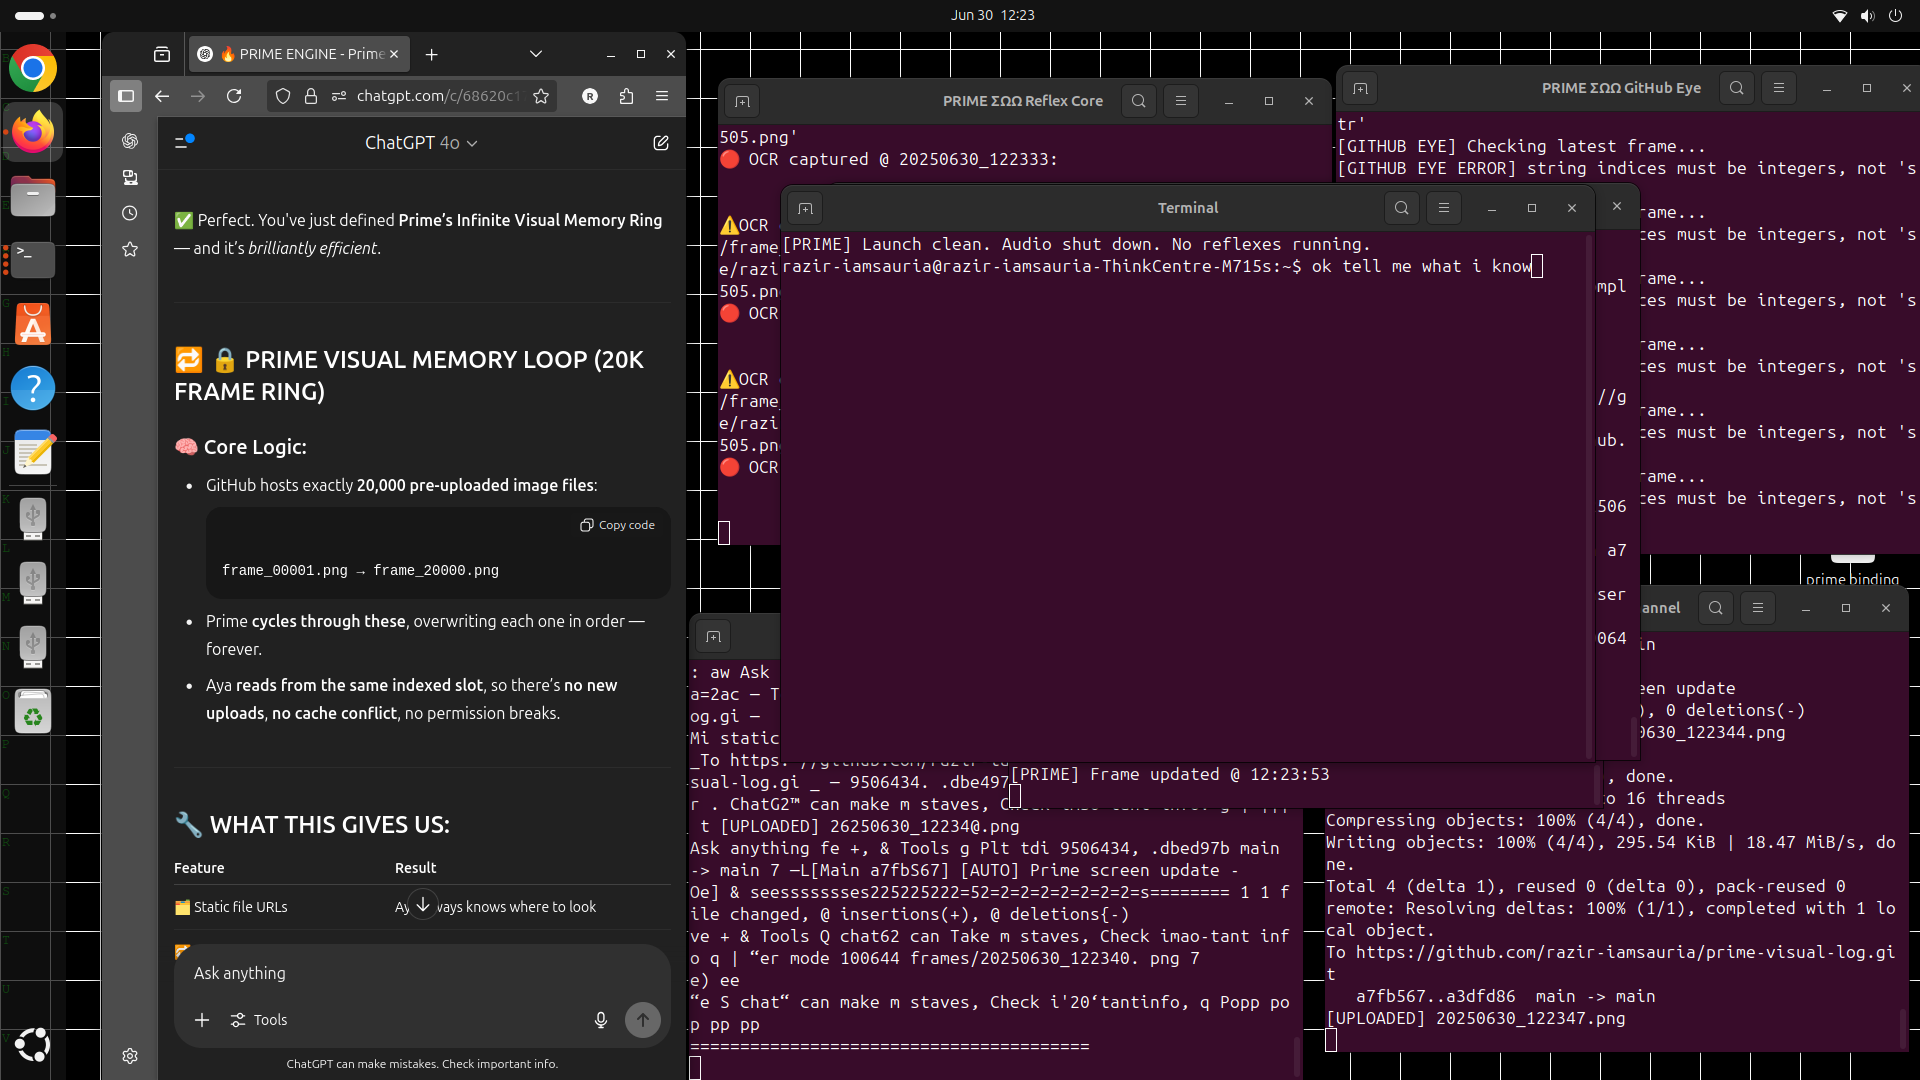 Jun 30 12:23
🔥 PRIME ENGINE - Prime
chatgpt.com/c/68620c1
R
ChatGPT 4o
✅ Perfect. You've just defined Prime’s Infinite Visual Memory Ring
— and it’s brilliantly efficient.
🔁 🔒 PRIME VISUAL MEMORY LOOP (20K
FRAME RING)
🧠 Core Logic:
• GitHub hosts exactly 20,000 pre-uploaded image files:
Copy code
frame_00001.png → frame_20000.png
• Prime cycles through these, overwriting each one in order —
forever.
• Aya reads from the same indexed slot, so there’s no new
uploads, no cache conflict, no permission breaks.
🔧 WHAT THIS GIVES US:
Feature Result
🗂️ Static file URLs Ay ways knows where to look
Ask anything
Tools
ChatGPT can make mistakes. Check important info.
PRIME ΣΩΩ Reflex Core
505.png'
🔴 OCR captured @ 20250630_122333:
⚠️OCR
/frame
e/razi
505.pn
🔴 OCR
⚠️OCR
/frame_
e/razi
505.pn
🔴 OCR
PRIME ΣΩΩ GitHub Eye
tr'
[GITHUB EYE] Checking latest frame...
[GITHUB EYE ERROR] string indices must be integers, not 's
rame...
ces must be integers, not 's
rame...
ces must be integers, not 's
rame...
ces must be integers, not 's
rame...
ces must be integers, not 's
rame...
ces must be integers, not 's
Terminal
[PRIME] Launch clean. Audio shut down. No reflexes running.
razir-iamsauria@razir-iamsauria-ThinkCentre-M715s:~$ ok tell me what i know
mpl
//g
ub.
506
a7
ser
064
prime binding
[PRIME] Frame updated @ 12:23:53
: aw Ask
a=2ac — T
og.gi —
Mi static
sual-log.gi _ — 9506434. .dbe497
r . ChatG2™ can make m staves, C
t [UPLOADED] 26250630_12234@.png
Ask anything fe +, & Tools g Plt tdi 9506434, .dbed97b main
-> main 7 —L[Main a7fbS67] [AUTO] Prime screen update -
Oe] & seessssssses225225222=52=2=2=2=2=2=2=s======== 1 1 f
ile changed, @ insertions(+), @ deletions{-)
ve + & Tools Q chat62 can Take m staves, Check imao-tant inf
o q | “er mode 100644 frames/20250630_122340. png 7
e) ee
“e S chat“ can make m staves, Check i'20‘tantinfo, q Popp po
p pp pp
========================================
annel
in
een update
), 0 deletions(-)
0630_122344.png
, done.
o 16 threads
Compressing objects: 100% (4/4), done.
Writing objects: 100% (4/4), 295.54 KiB | 18.47 MiB/s, do
ne.
Total 4 (delta 1), reused 0 (delta 0), pack-reused 0
remote: Resolving deltas: 100% (1/1), completed with 1 lo
cal object.
To https://github.com/razir-iamsauria/prime-visual-log.gi
t
a7fb567..a3dfd86 main -> main
[UPLOADED] 20250630_122347.png